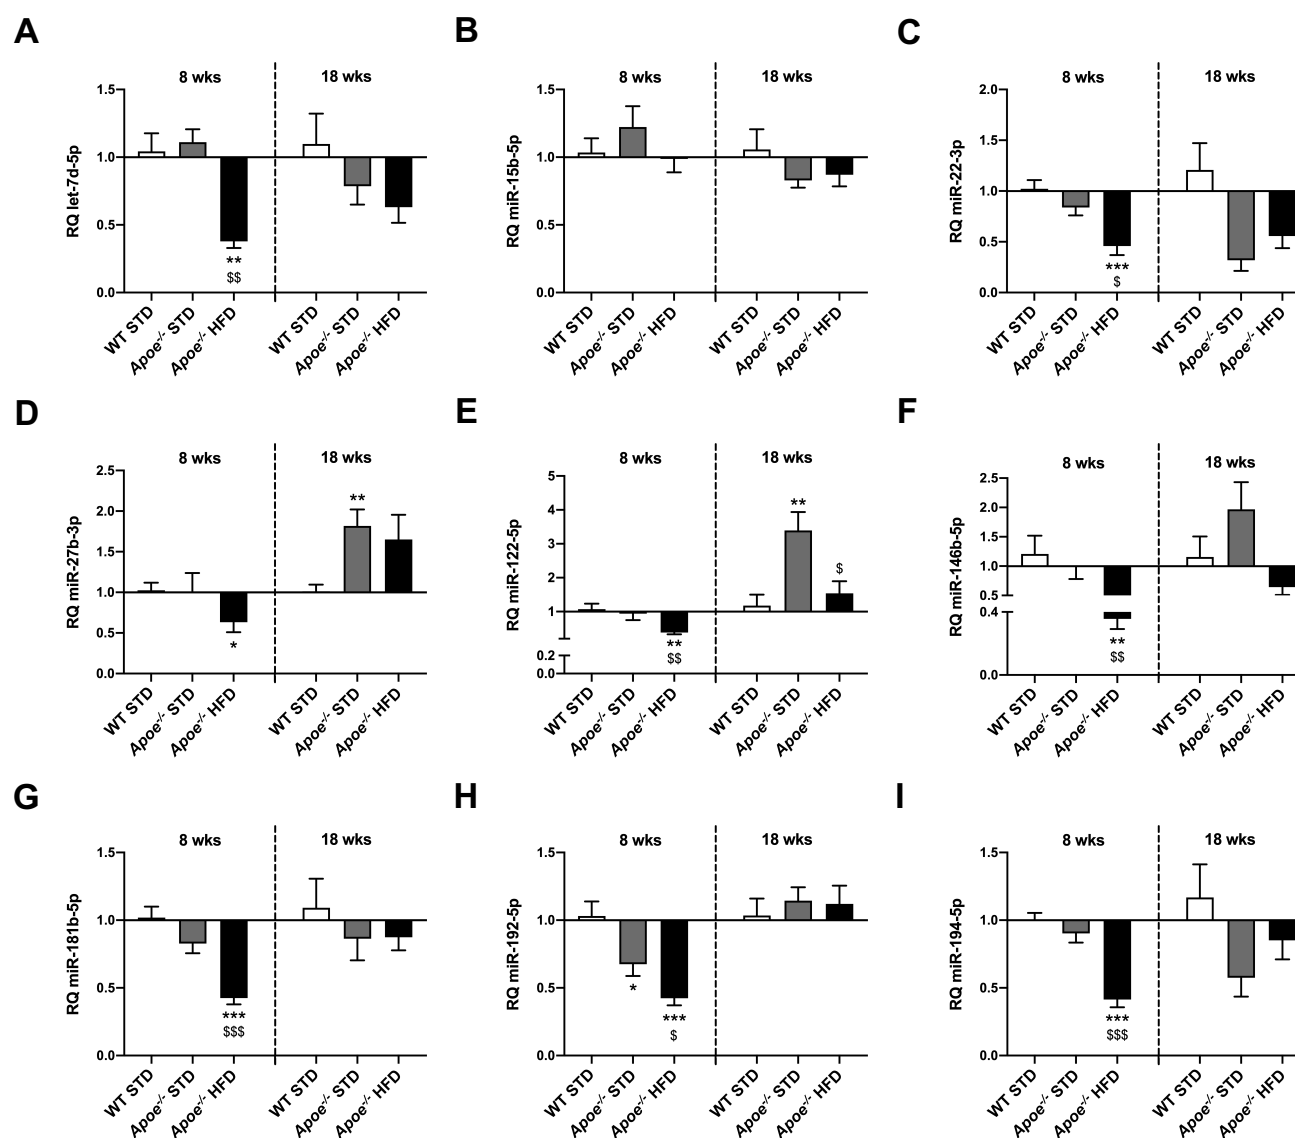 A
8 wks
18 wks
RQ let-7d-5p
1.5
1.0
0.5
0.0
**
$$
WT STD
Apoe-/- STD
Apoe-/- HFD
WT STD
Apoe-/- STD
Apoe-/- HFD
B
8 wks
18 wks
RQ miR-15b-5p
1.5
1.0
0.5
0.0
WT STD
Apoe-/- STD
Apoe-/- HFD
WT STD
Apoe-/- STD
Apoe-/- HFD
C
8 wks
18 wks
RQ miR-22-3p
2.0
1.5
1.0
0.5
0.0
***
$
WT STD
Apoe-/- STD
Apoe-/- HFD
WT STD
Apoe-/- STD
Apoe-/- HFD
D
8 wks
18 wks
RQ miR-27b-3p
2.5
2.0
1.5
1.0
0.5
0.0
*
**
WT STD
Apoe-/- STD
Apoe-/- HFD
WT STD
Apoe-/- STD
Apoe-/- HFD
E
8 wks
18 wks
RQ miR-122-5p
5
4
3
2
1
0.2
0.0
**
$$
**
$
WT STD
Apoe-/- STD
Apoe-/- HFD
WT STD
Apoe-/- STD
Apoe-/- HFD
F
8 wks
18 wks
RQ miR-146b-5p
2.5
2.0
1.5
1.0
0.5
0.4
0.0
**
$$
WT STD
Apoe-/- STD
Apoe-/- HFD
WT STD
Apoe-/- STD
Apoe-/- HFD
G
8 wks
18 wks
RQ miR-181b-5p
1.5
1.0
0.5
0.0
***
$$$
WT STD
Apoe-/- STD
Apoe-/- HFD
WT STD
Apoe-/- STD
Apoe-/- HFD
H
8 wks
18 wks
RQ miR-192-5p
1.5
1.0
0.5
0.0
*
***
$
WT STD
Apoe-/- STD
Apoe-/- HFD
WT STD
Apoe-/- STD
Apoe-/- HFD
I
8 wks
18 wks
RQ miR-194-5p
1.5
1.0
0.5
0.0
***
$$$
WT STD
Apoe-/- STD
Apoe-/- HFD
WT STD
Apoe-/- STD
Apoe-/- HFD